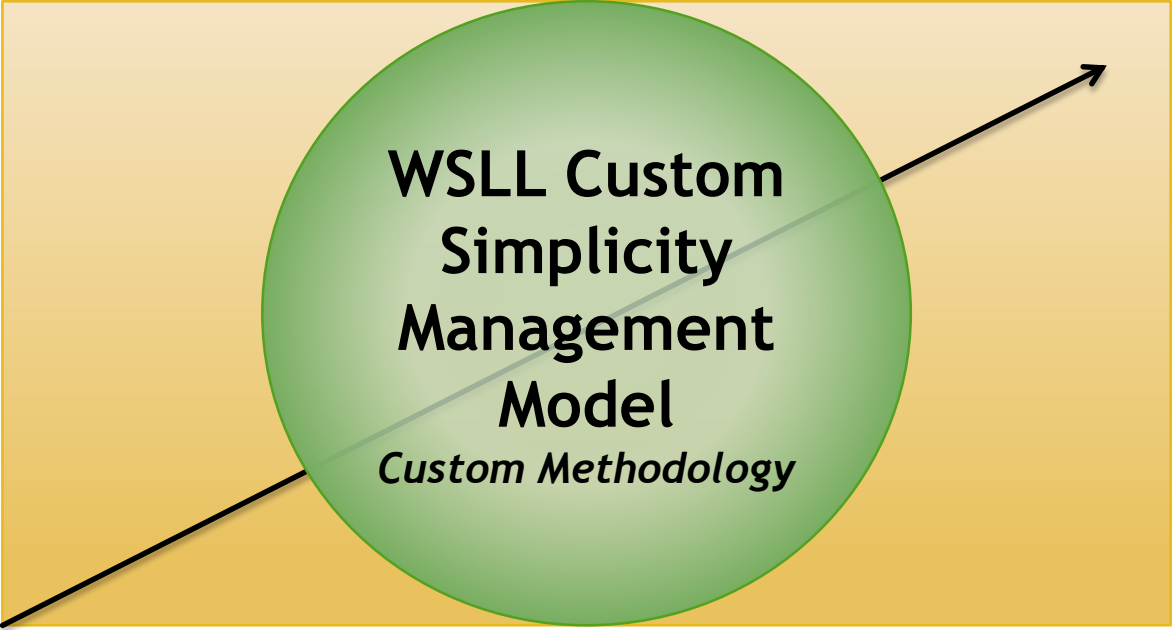 WSLL Custom
Simplicity
Management
Model
Custom Methodology